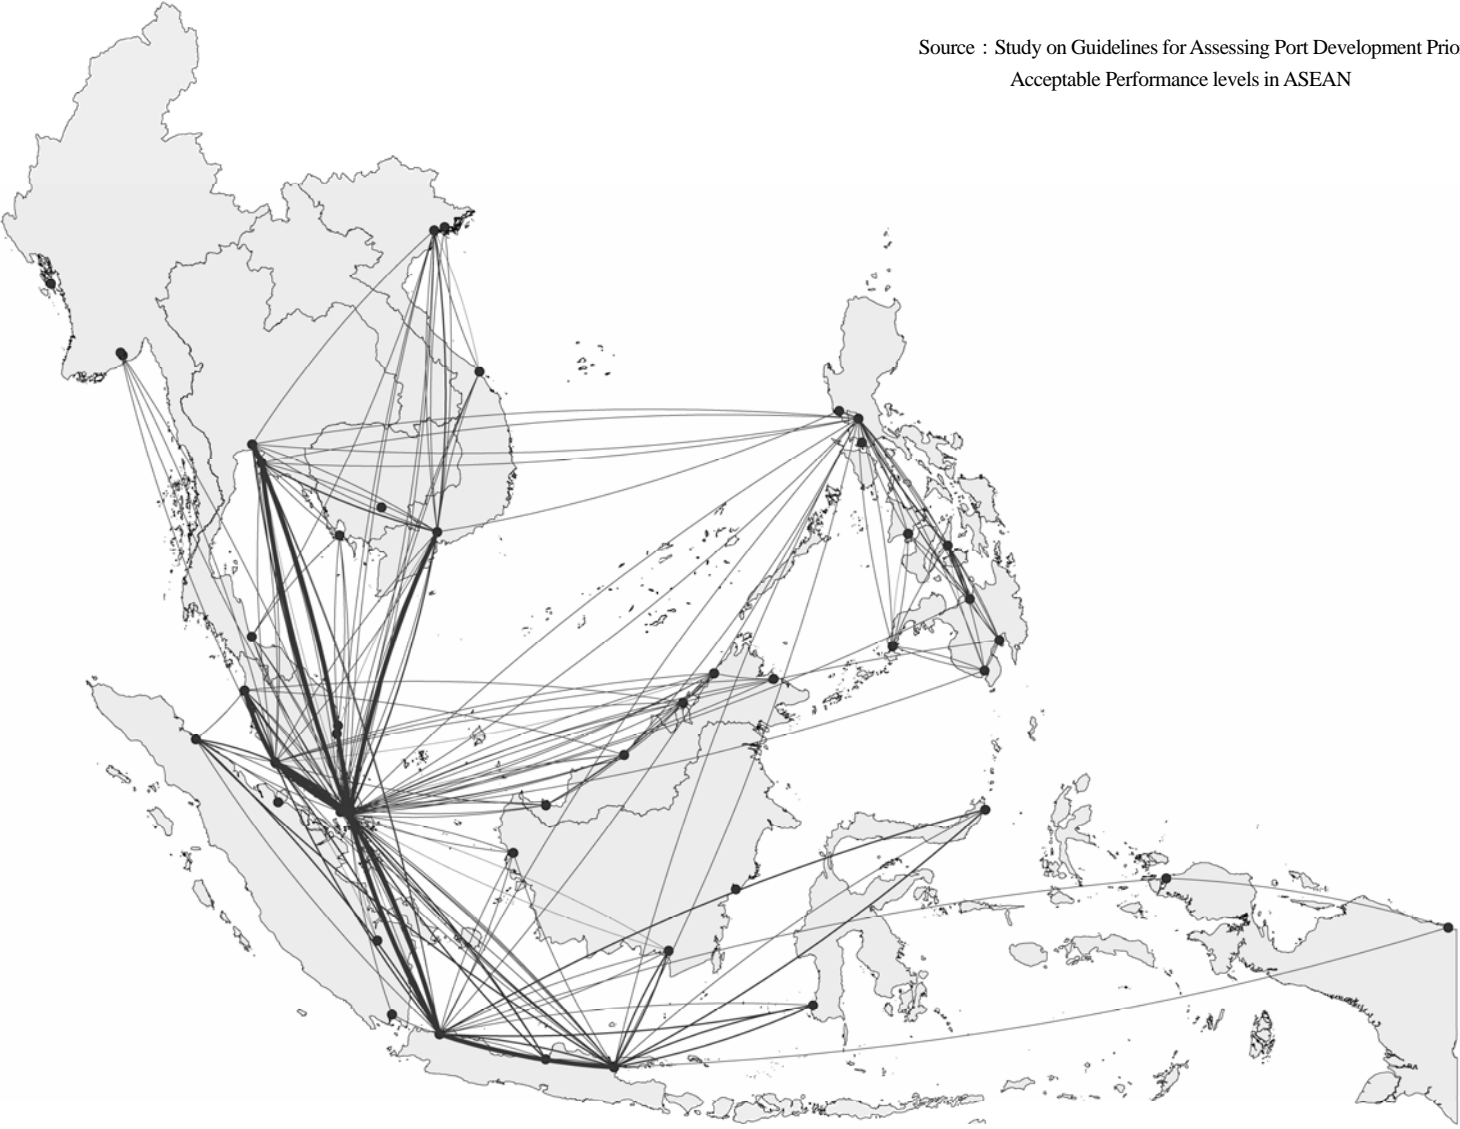 Source : Study on Guidelines for Assessing Port Development Prio
Acceptable Performance levels in ASEAN